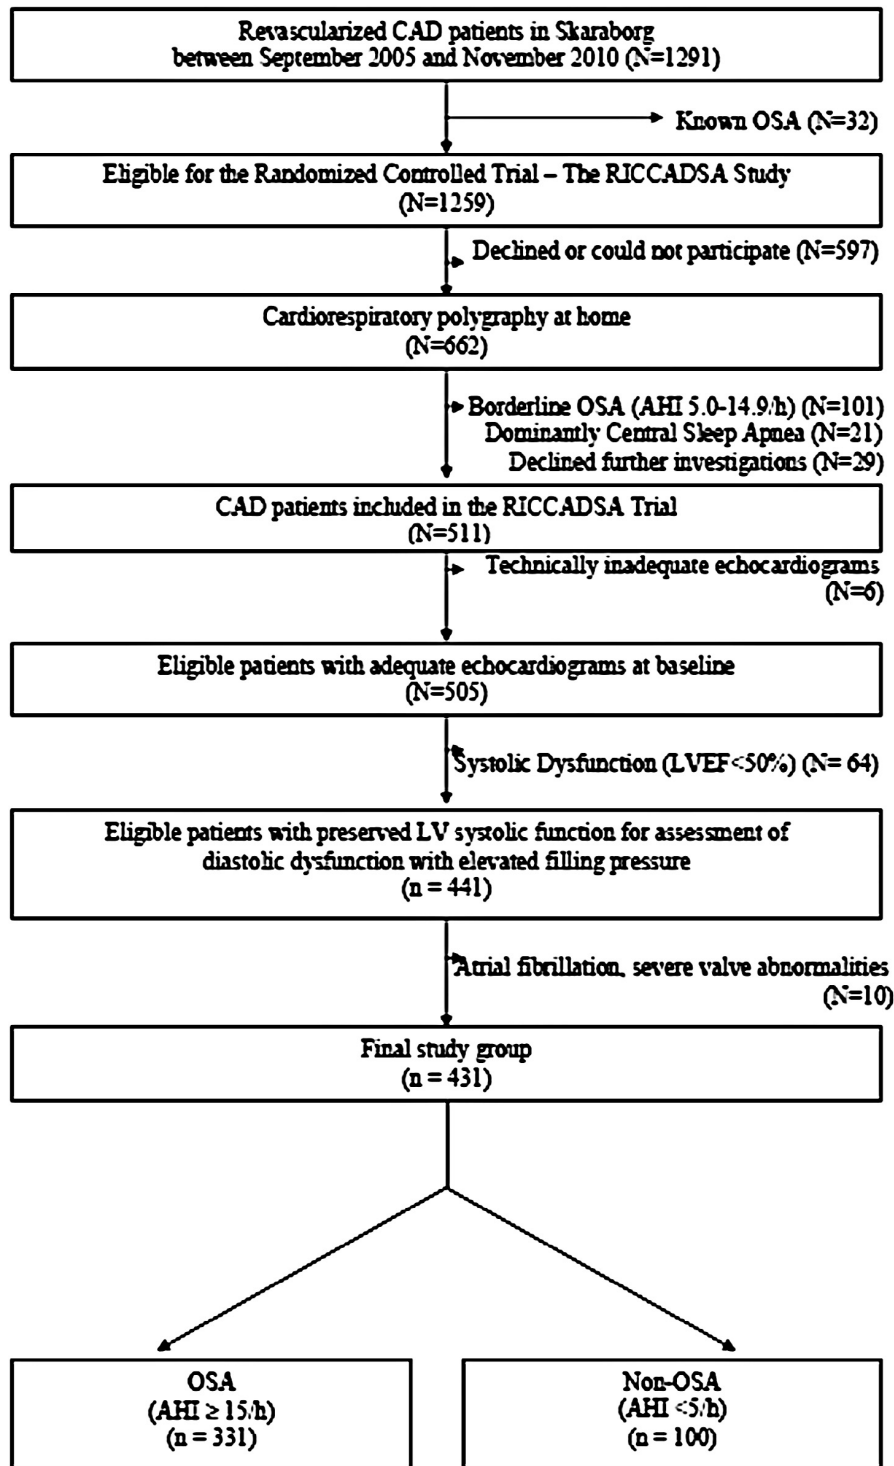 Revascularized CAD patients in Skaraborg
between September 2005 and November 2010 (N=1291)
Known OSA (N=32)
Eligible for the Randomized Controlled Trial – The RICCADSA Study
(N=1259)
Declined or could not participate (N=597)
Cardiorespiratory polygraphy at home
(N=662)
Borderline OSA (AHI 5.0-14.9/h) (N=101)
Dominantly Central Sleep Apnea (N=21)
Declined further investigations (N=29)
CAD patients included in the RICCADSA Trial
(N=511)
Technically inadequate echocardiograms
(N=6)
Eligible patients with adequate echocardiograms at baseline
(N=505)
Systolic Dysfunction (LVEF<50%) (N= 64)
Eligible patients with preserved LV systolic function for assessment of
diastolic dysfunction with elevated filling pressure
(n = 441)
Atrial fibrillation, severe valve abnormalities
(N=10)
Final study group
(n = 431)
OSA
(AHI ≥ 15/h)
(n = 331)
Non-OSA
(AHI <5/h)
(n = 100)